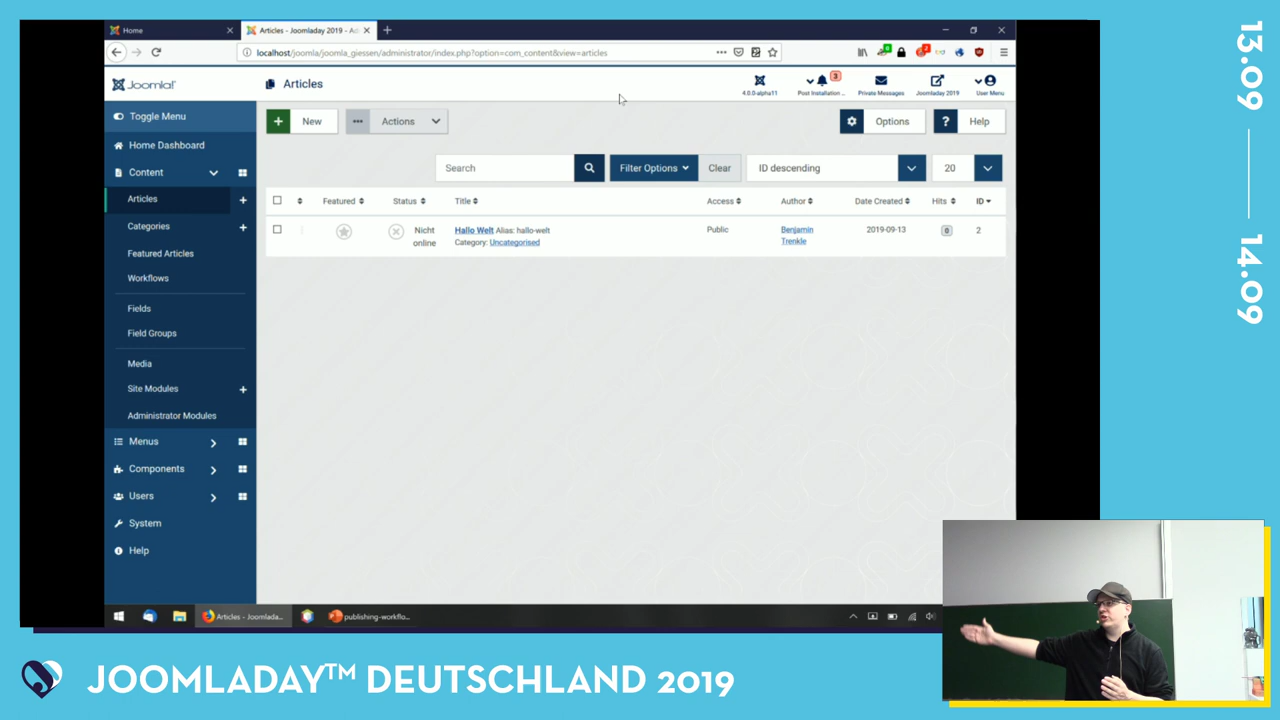 Home
Articles - Joomladay 2019 - Ad
localhost/joomla/joomla_giessen/administrator/index.php?option=com_content&view=articles
Joomla!
Articles
4.0.0-alpha11
3
Post Installation ...
Private Messages
Joomladay 2019
User Menu
Toggle Menu
New
Actions
Options
? Help
Home Dashboard
Content
Search
Filter Options
Clear
ID descending
20
Articles
Featured
Status
Title
Access
Author
Date Created
Hits
ID
Categories
Nicht online
Hallo Welt Alias: hallo-welt
Category: Uncategorised
Public
Benjamin Trenkle
2019-09-13
0
2
Featured Articles
Workflows
Fields
Field Groups
Media
Site Modules
Administrator Modules
Menus
Components
Users
System
Help
Articles - Joomlada...
publishing-workflo...
13.09
14.09
JOOMLADAY™ DEUTSCHLAND 2019